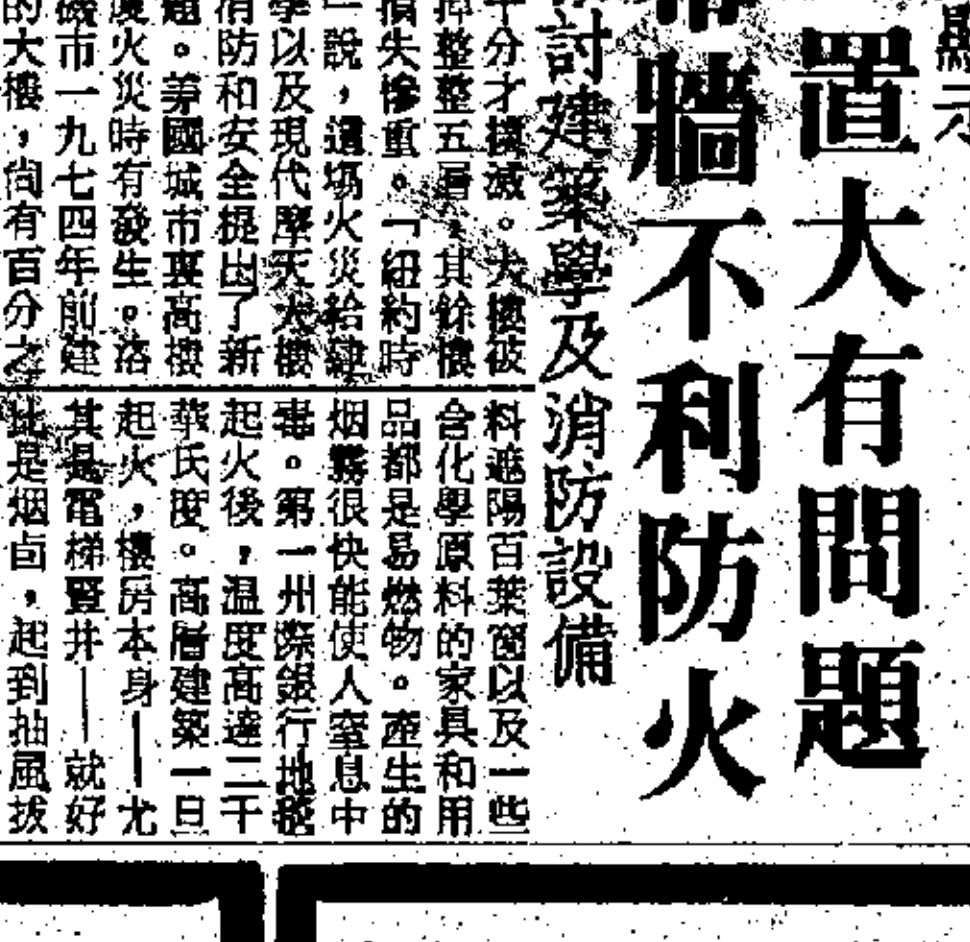 顯示
置大有問題
牆不利防火
討建築學及消防設備
十分才撲滅。大樓被
掉整整五層，其餘樓
損失慘重。「紐約時
」說，這場火災給建
學以及現代摩天大樓
消防和安全提出了新
題。美國城市裏高樓
度火災時有發生。洛
磯市一九七四年前建
的大樓，尚有百分之
料遮陽百葉窗以及一些
含化學原料的家具和用
品都是易燃物。產生的
烟霧很快能使人窒息中
毒。第一州際銀行地毯
起火後，溫度高達二千
華氏度。高層建築一旦
起火，樓房本身——尤
其是電梯豎井——就好
比是烟囪，起到抽風拔